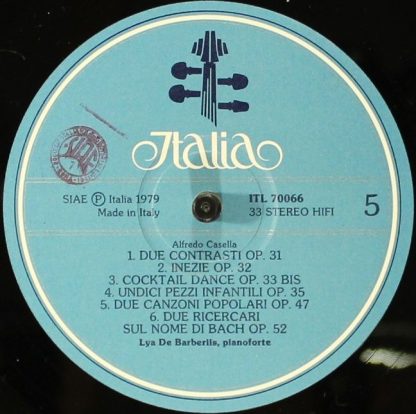 Italia
SIAE Ⓟ Italia 1979
Made in Italy
ITL 70066
33 STEREO HIFI
5
Alfredo Casella
1. DUE CONTRASTI OP. 31
2. INEZIE OP. 32
3. COCKTAIL DANCE OP. 33 BIS
4. UNDICI PEZZI INFANTILI OP. 35
5. DUE CANZONI POPOLARI OP. 47
6. DUE RICERCARI
SUL NOME DI BACH OP. 52
Lya De Barberiis, pianoforte